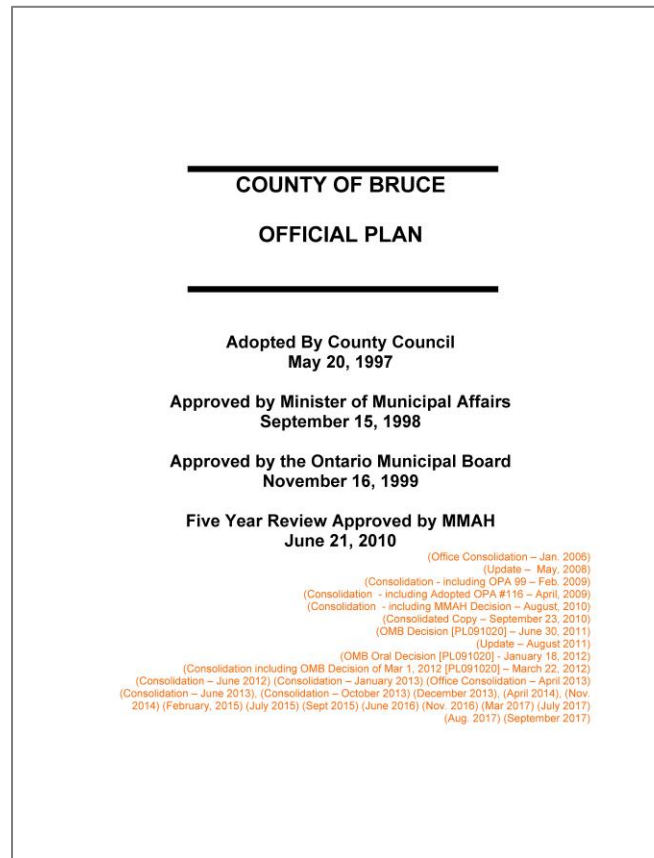 COUNTY OF BRUCE
OFFICIAL PLAN
Adopted By County Council
May 20, 1997
Approved by Minister of Municipal Affairs
September 15, 1998
Approved by the Ontario Municipal Board
November 16, 1999
Five Year Review Approved by MMAH
June 21, 2010
(Office Consolidation – Jan. 2006)
(Update – May, 2008)
(Consolidation - including OPA 99 – Feb. 2009)
(Consolidation - including Adopted OPA #116 – April, 2009)
(Consolidation - including MMAH Decision – August, 2010)
(Consolidated Copy – September 23, 2010)
(OMB Decision [PL091020] – June 30, 2011)
(Update – August 2011)
(OMB Oral Decision [PL091020] - January 18, 2012)
(Consolidation including OMB Decision of Mar 1, 2012 [PL091020] – March 22, 2012)
(Consolidation – June 2012) (Consolidation – January 2013) (Office Consolidation – April 2013)
(Consolidation – June 2013), (Consolidation – October 2013) (December 2013), (April 2014), (Nov.
2014) (February, 2015) (July 2015) (Sept 2015) (June 2016) (Nov. 2016) (Mar 2017) (July 2017)
(Aug. 2017) (September 2017)